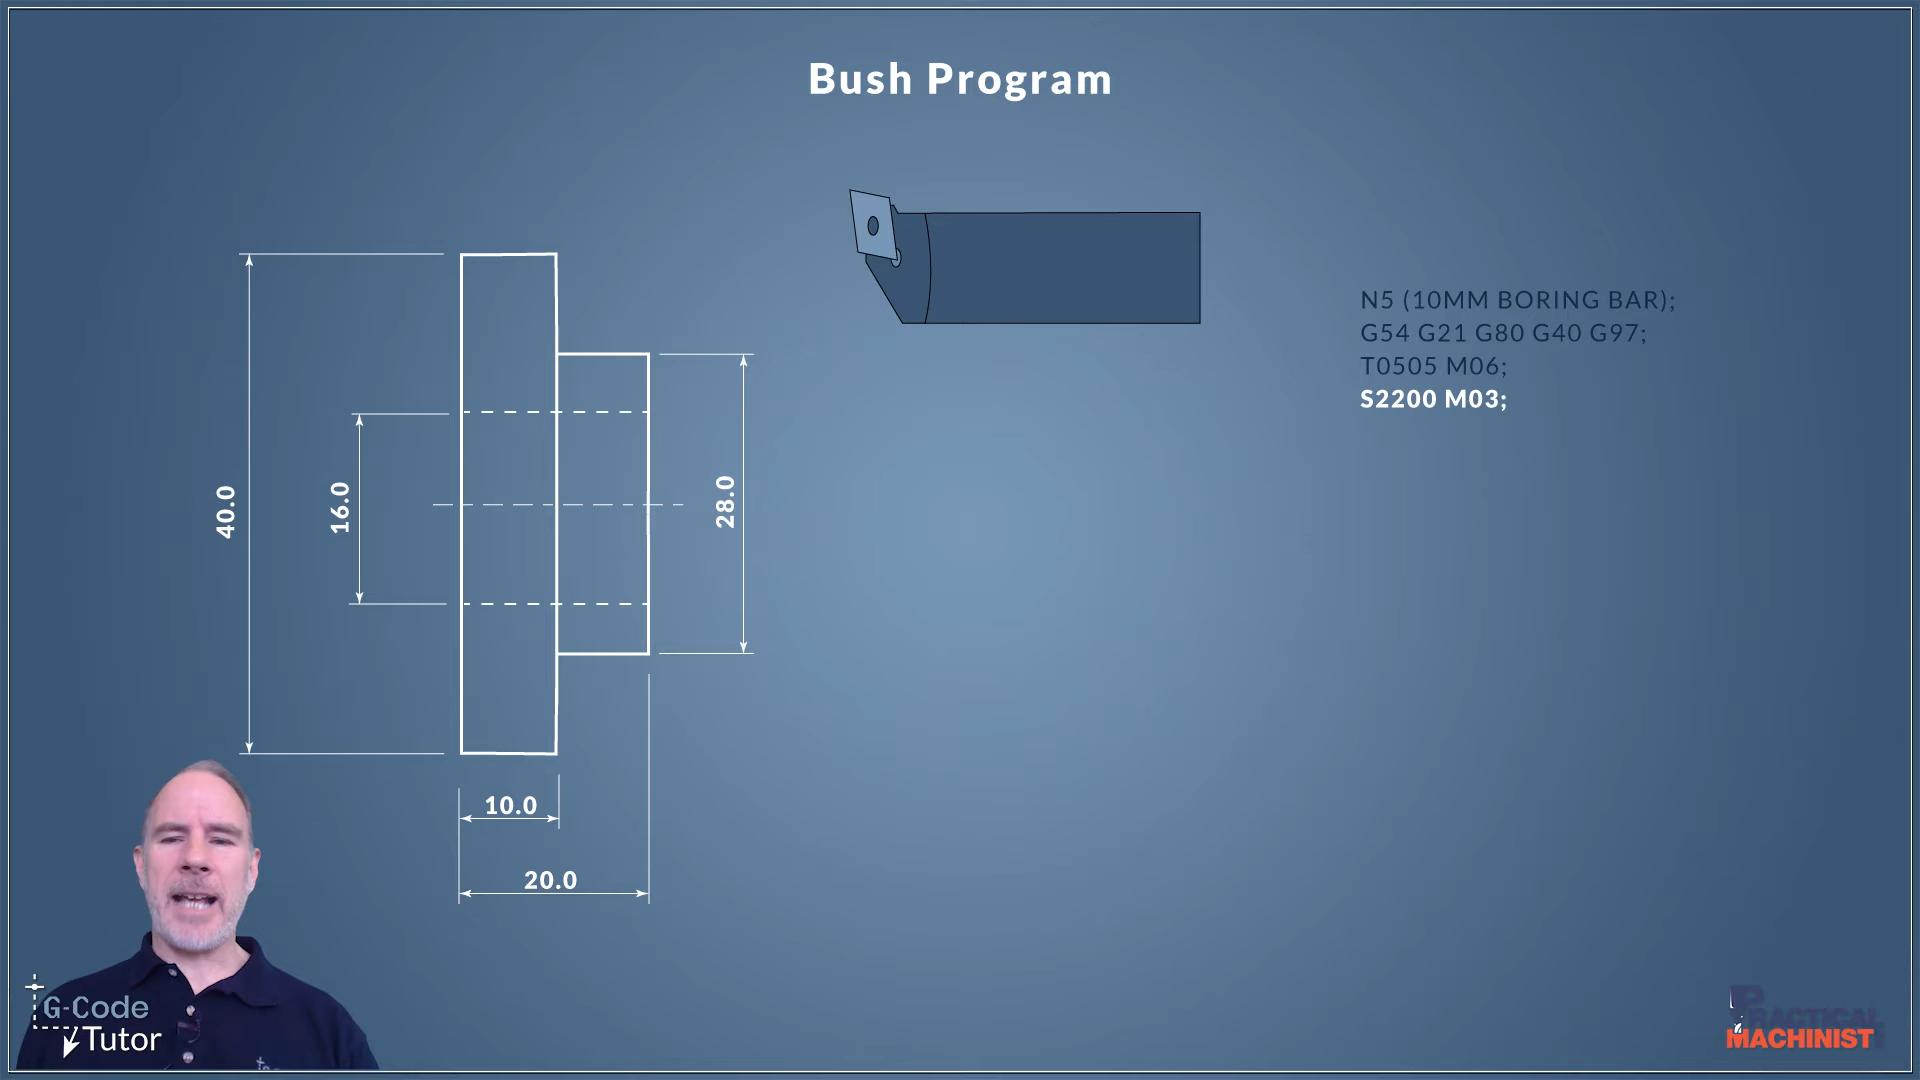 Bush Program
N5 (10MM BORING BAR);
G54 G21 G80 G40 G97;
T0505 M06;
S2200 M03;
40.0
16.0
28.0
10.0
20.0
G-Code
Tutor
PRACTICAL
MACHINIST